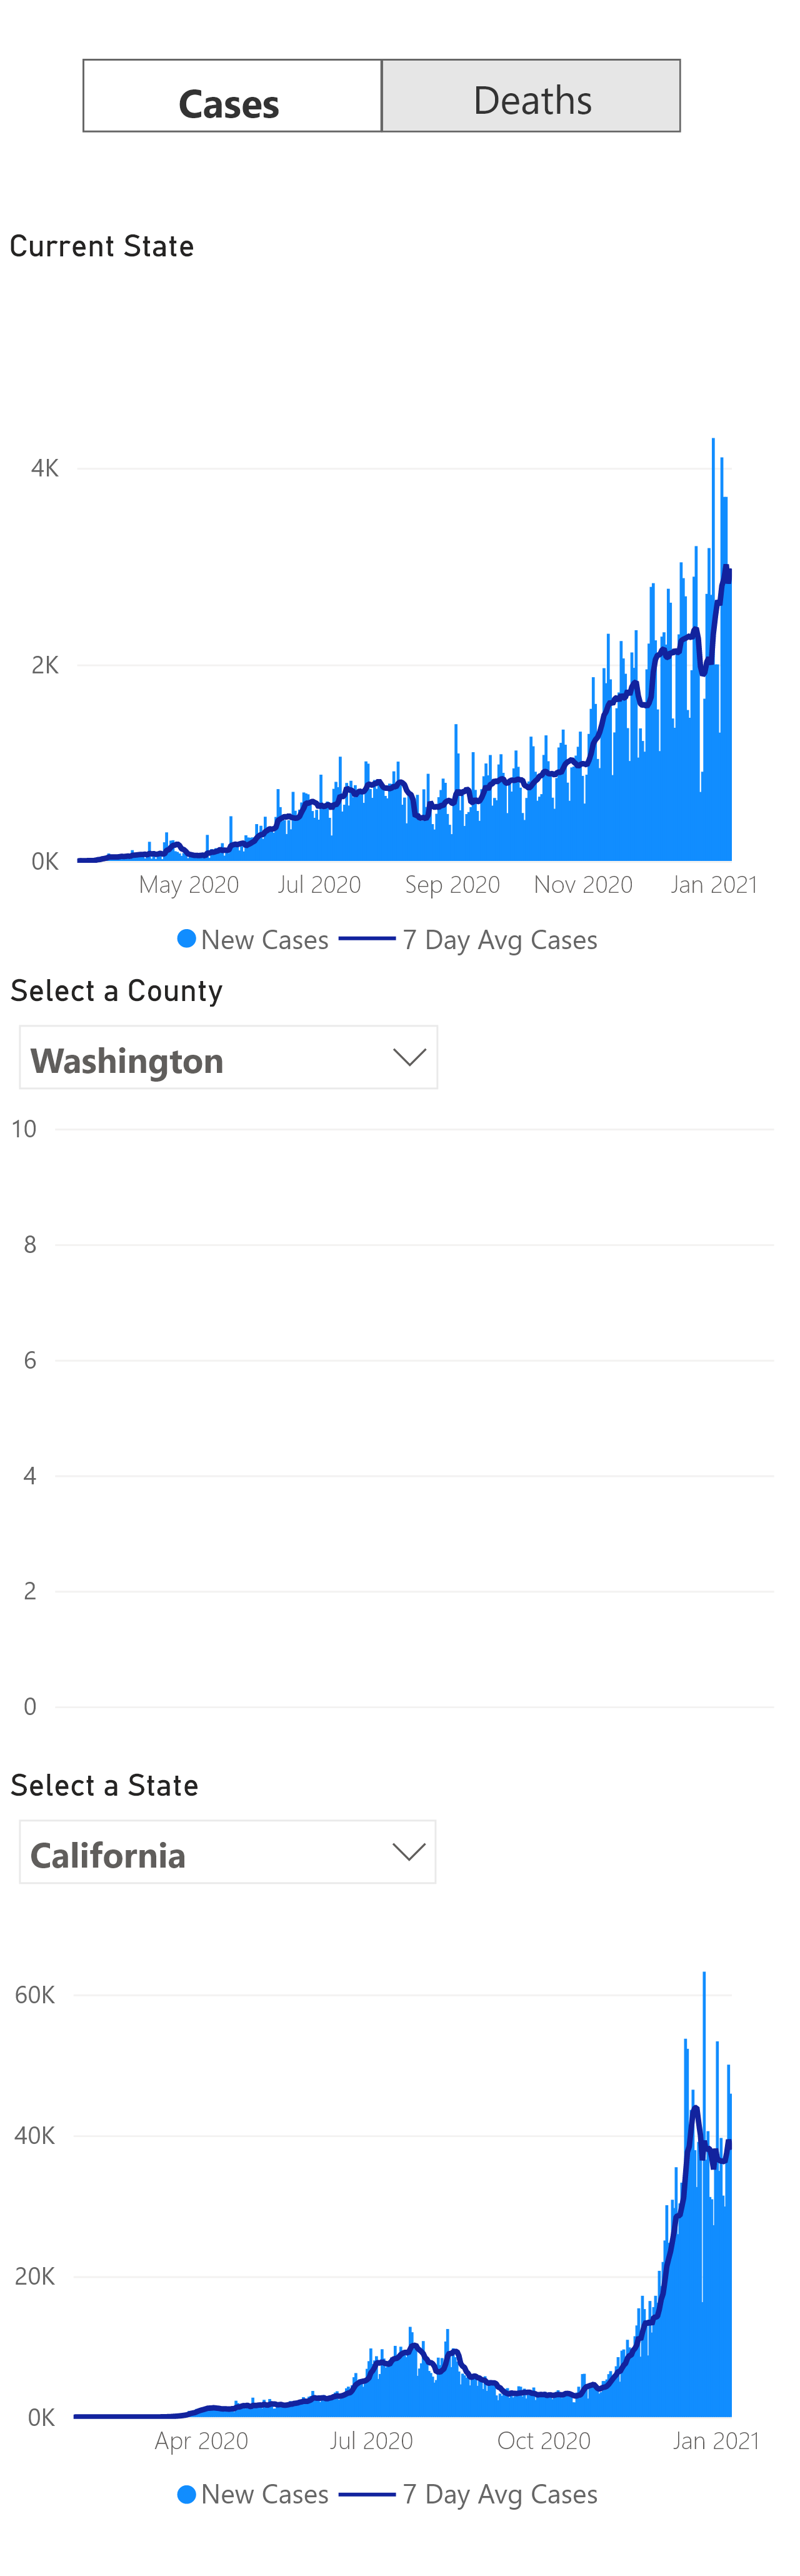 Cases Deaths
Current State
4K
2K
0K
May 2020 Jul 2020 Sep 2020 Nov 2020 Jan 2021
New Cases 7 Day Avg Cases
Select a County
Washington
10
8
6
4
2
0
Select a State
California
60K
40K
20K
0K
Apr 2020 Jul 2020 Oct 2020 Jan 2021
New Cases 7 Day Avg Cases